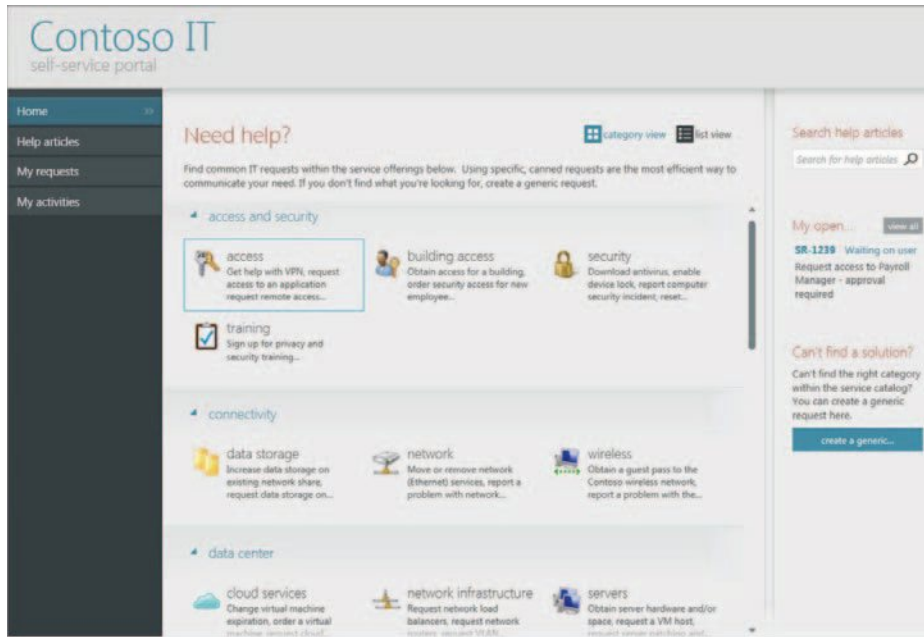 Contoso IT
self-service portal
Home
Help articles
My requests
My activities
Need help?
category view
list view
Find common IT requests within the service offerings below. Using specific, canned requests are the most efficient way to
communicate your need. If you don't find what you're looking for, create a generic request.
access and security
access
Get help with VPN, request
access to an application
request remote access...
building access
Obtain access for a building,
order security access for new
employee...
security
Download antivirus, enable
device lock, report computer
security incident, reset...
training
Sign up for privacy and
security training...
connectivity
data storage
Increase data storage on
existing network share,
request data storage on...
network
Move or remove network
(Ethernet) services, report a
problem with network...
wireless
Obtain a guest pass to the
Contoso wireless network,
report a problem with the...
data center
cloud services
Change virtual machine
expiration, order a virtual
machine, request cloud...
network infrastructure
Request network load
balancers, request network
routers, request VLAN...
servers
Obtain server hardware and/or
space, request a VM host,
request server patching and...
Search help articles
Search for help articles
My open...
view all
SR-1239 Waiting on user
Request access to Payroll
Manager - approval
required
Can't find a solution?
Can't find the right category
within the service catalog?
You can create a generic
request here.
create a generic...